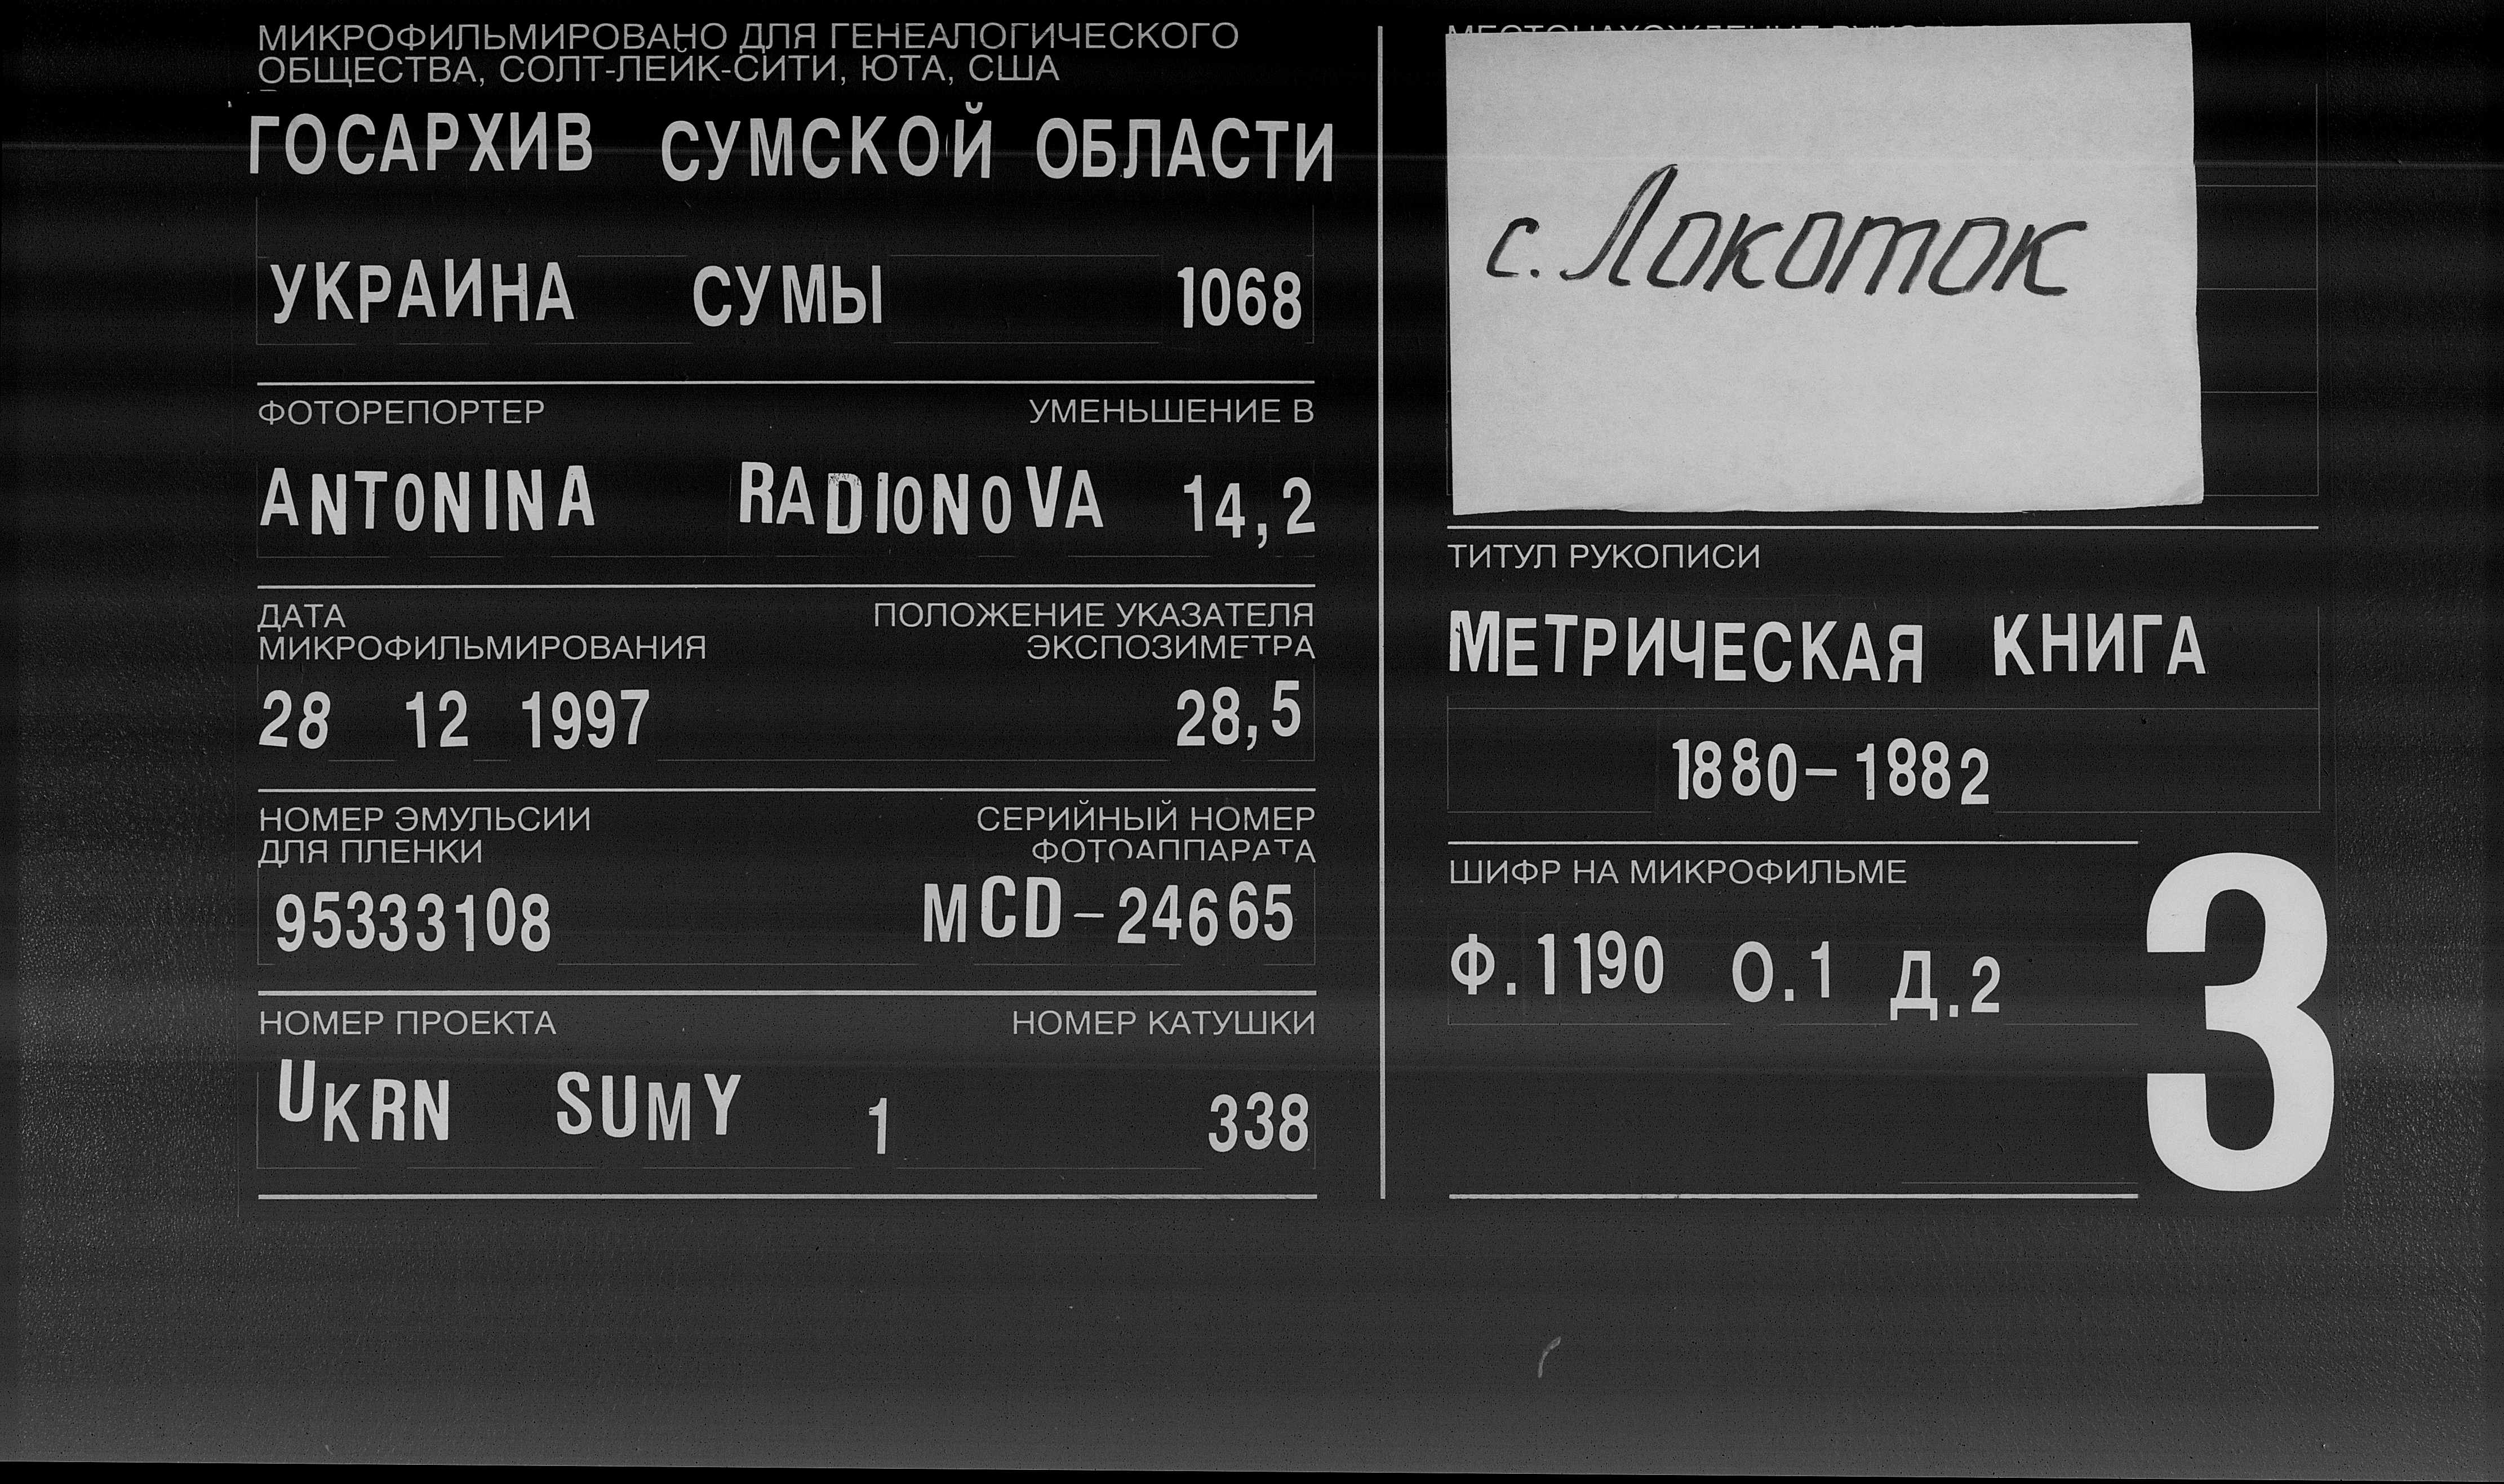 МИКРОФИЛЬМИРОВАНО ДЛЯ ГЕНЕАЛОГИЧЕСКОГО
ОБЩЕСТВА, СОЛТ-ЛЕЙК-СИТИ, ЮТА, США
ГОСАРХИВ СУМСКОЙ ОБЛАСТИ
УКРАИНА СУМЫ 1068
ФОТОРЕПОРТЕР УМЕНЬШЕНИЕ В
ANTONINA RADIONOVA 14,2
ДАТА ПОЛОЖЕНИЕ УКАЗАТЕЛЯ
МИКРОФИЛЬМИРОВАНИЯ ЭКСПОЗИМЕТРА
28 12 1997 28,5
НОМЕР ЭМУЛЬСИИ СЕРИЙНЫЙ НОМЕР
ДЛЯ ПЛЕНКИ ФОТОАППАРАТА
95333108 MCD-24665
НОМЕР ПРОЕКТА НОМЕР КАТУШКИ
UKRN SUMY 1 338
с. Локоток
ТИТУЛ РУКОПИСИ
МЕТРИЧЕСКАЯ КНИГА
1880-1882
ШИФР НА МИКРОФИЛЬМЕ
Ф.1190 О.1 Д.2
3